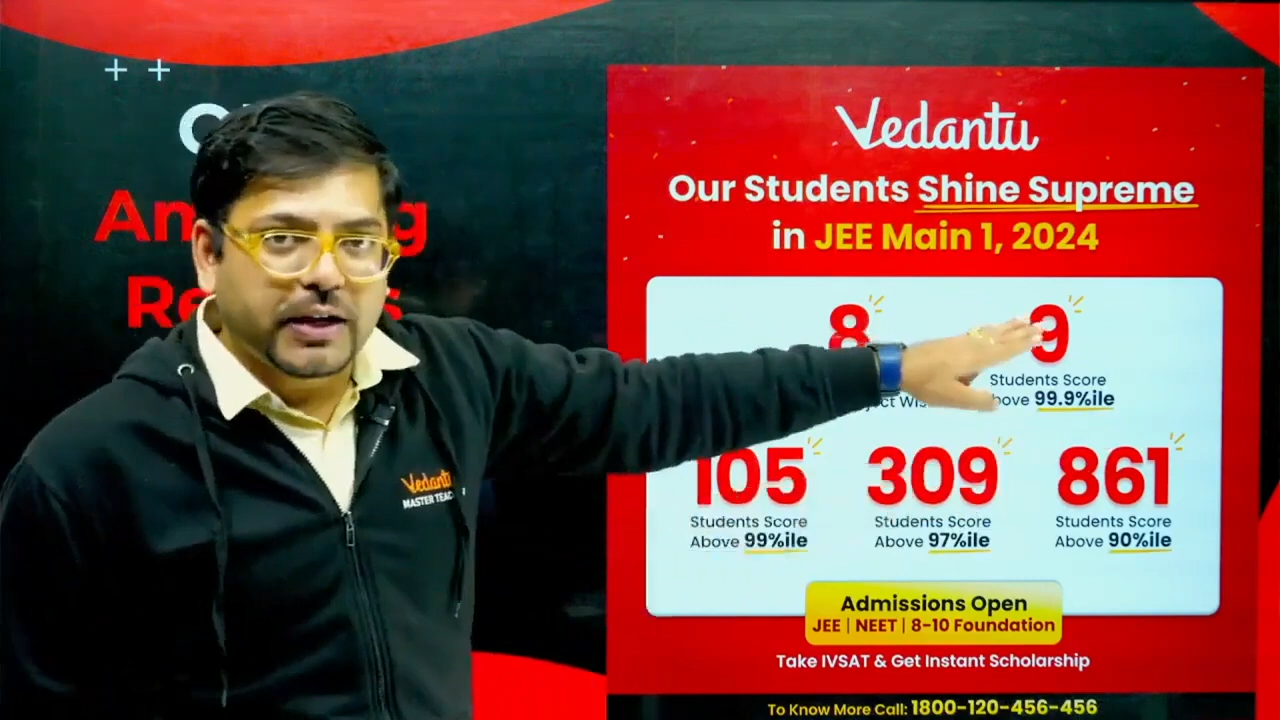 Vedantu
Our Students Shine Supreme
in JEE Main 1, 2024
8
9
Students Score
99.9%ile
105
309
861
Students Score
Above 99%ile
Students Score
Above 97%ile
Students Score
Above 90%ile
Admissions Open
JEE | NEET | 8-10 Foundation
Take IVSAT & Get Instant Scholarship
To Know More Call: 1800-120-456-456
Vedantu
MASTER